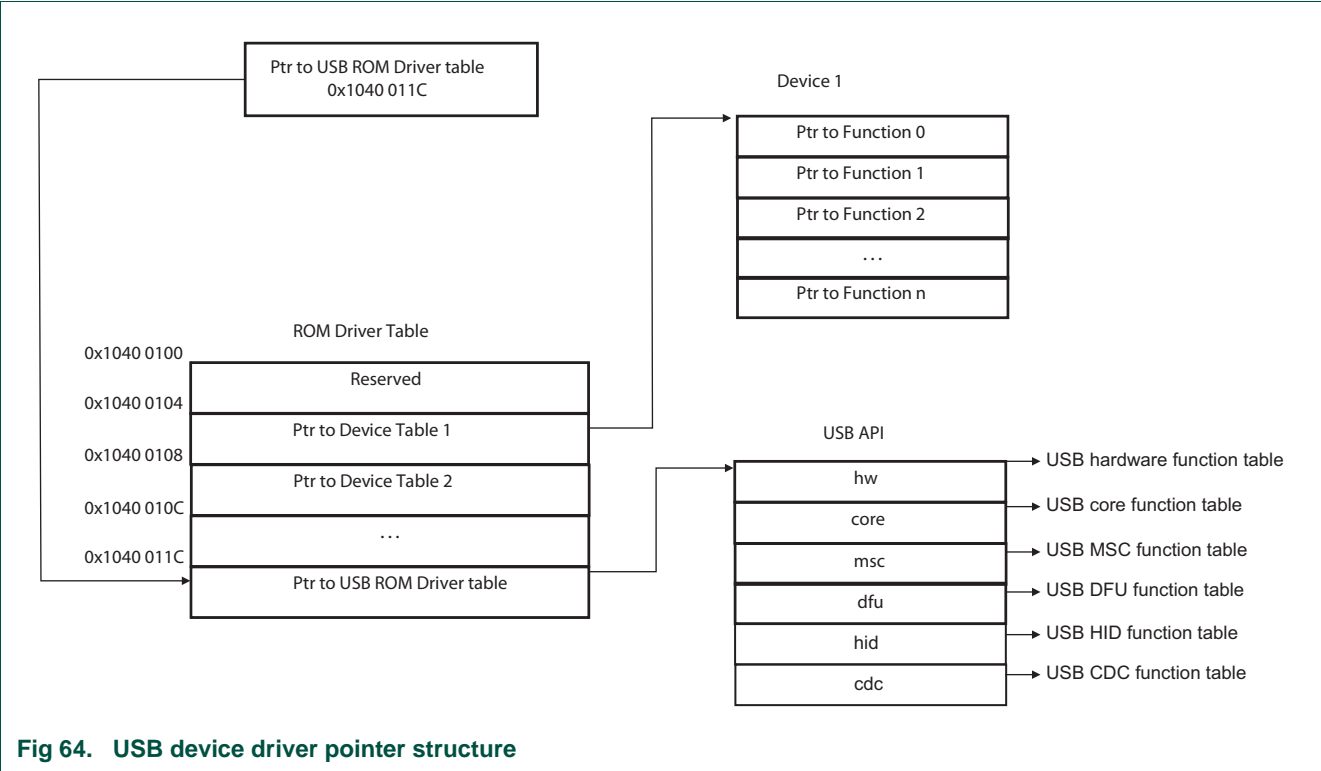 Ptr to USB ROM Driver table
0x1040 011C
Device 1
Ptr to Function 0
Ptr to Function 1
Ptr to Function 2
...
Ptr to Function n
ROM Driver Table
0x1040 0100
Reserved
0x1040 0104
Ptr to Device Table 1
0x1040 0108
Ptr to Device Table 2
0x1040 010C
...
0x1040 011C
Ptr to USB ROM Driver table
USB API
hw
USB hardware function table
core
USB core function table
msc
USB MSC function table
dfu
USB DFU function table
hid
USB HID function table
cdc
USB CDC function table
Fig 64. USB device driver pointer structure